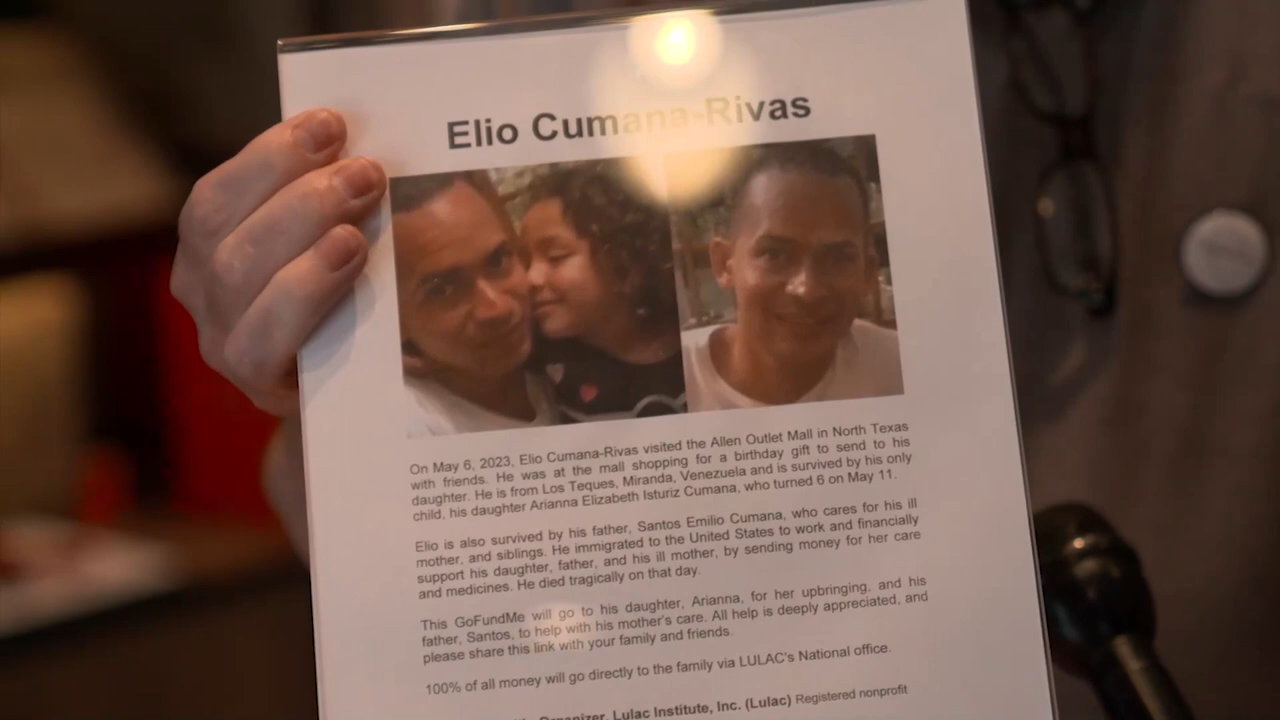 Elio Cumana-Rivas
On May 6, 2023, Elio Cumana-Rivas visited the Allen Outlet Mall in North Texas
with friends. He was at the mall shopping for a birthday gift to send to his
daughter. He is from Los Teques, Miranda, Venezuela and is survived by his only
child, his daughter Arianna Elizabeth Isturiz Cumana, who turned 6 on May 11.
Elio is also survived by his father, Santos Emilio Cumana, who cares for his ill
mother, and siblings. He immigrated to the United States to work and financially
support his daughter, father, and his ill mother, by sending money for her care
and medicines. He died tragically on that day.
This GoFundMe will go to his daughter, Arianna, for her upbringing, and his
father, Santos, to help with his mother's care. All help is deeply appreciated, and
please share this link with your family and friends.
100% of all money will go directly to the family via LULAC's National office.
Organizer, Lulac Institute, Inc. (Lulac) Registered nonprofit